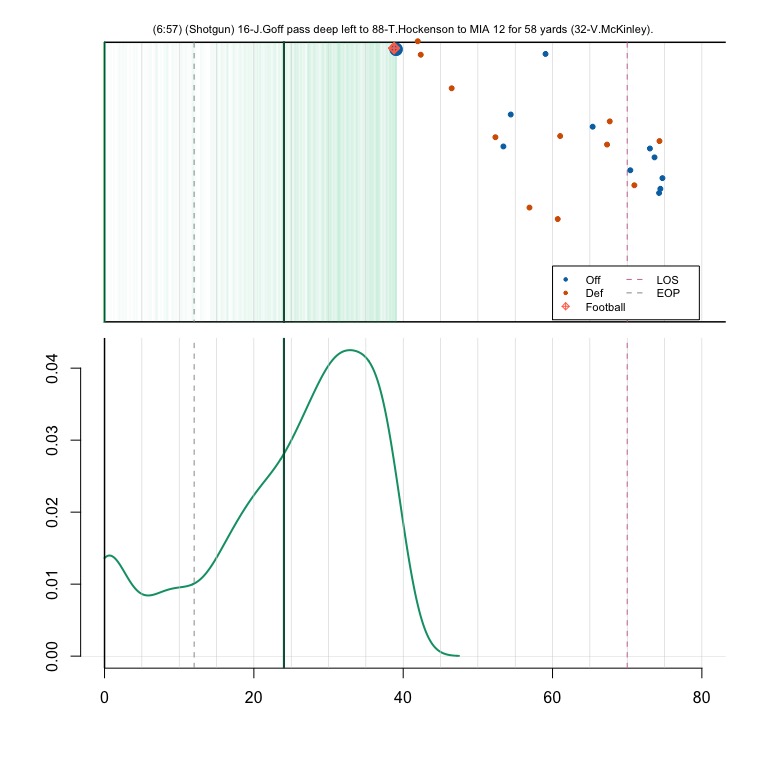 (6:57) (Shotgun) 16-J.Goff pass deep left to 88-T.Hockenson to MIA 12 for 58 yards (32-V.McKinley).
Off LOS
Def EOP
Football
0.04
0.03
0.02
0.01
0.00
0 20 40 60 80